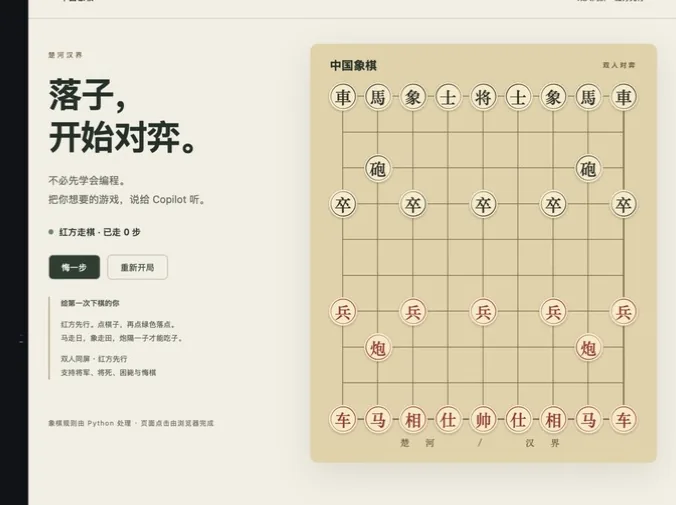 楚河汉界
落子，
开始对弈。
不必先学会编程。
把你想要的游戏，说给 Copilot 听。
红方走棋 · 已走 0 步
悔一步
重新开局
给第一次下棋的你
红方先行。点棋子，再点绿色落点。
马走日，象走田，炮隔一子才能吃子。
双人同屏 · 红方先行
支持将军、将死、困毙与悔棋
象棋规则由 Python 处理 · 页面点击由浏览器完成
中国象棋
双人对弈
車 馬 象 士 将 士 象 馬 車
砲 砲
卒 卒 卒 卒 卒
兵 兵 兵 兵 兵
炮 炮
车 马 相 仕 帅 仕 相 马 车
楚 河 / 汉 界